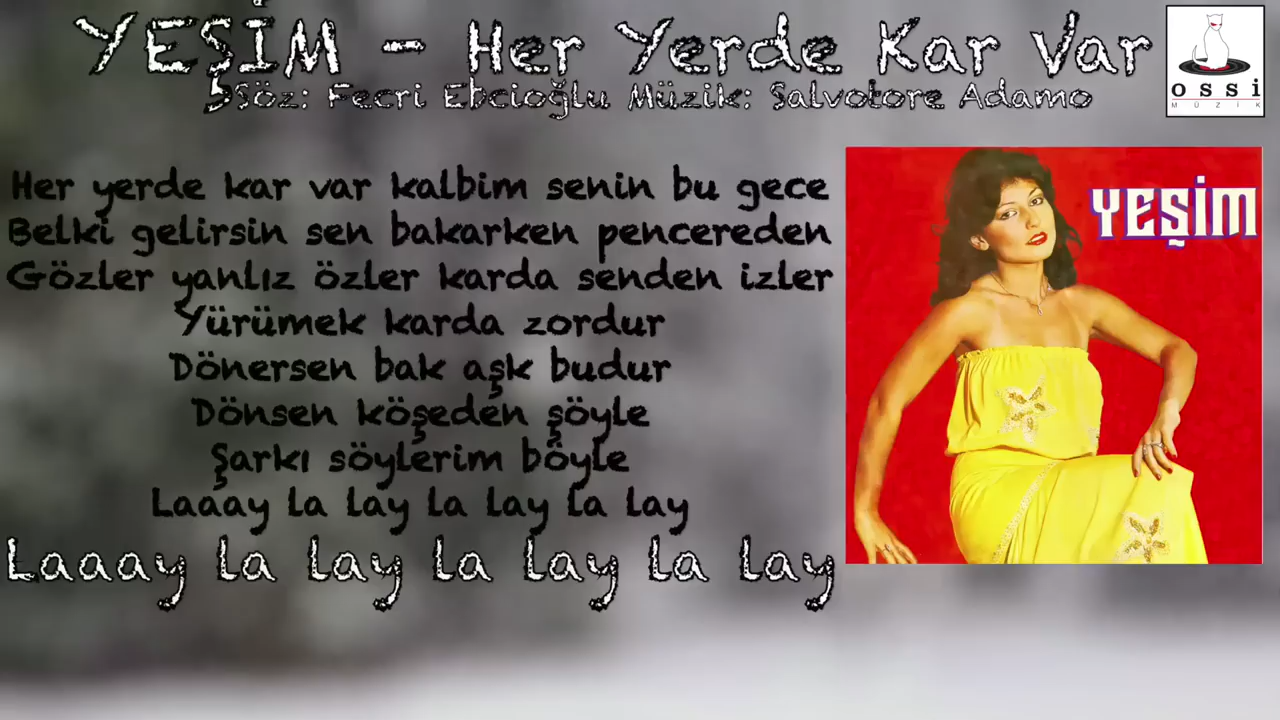 YEŞİM - Her Yerde Kar Var
Söz: Fecri Ebcioğlu Müzik: Salvotore Adamo
ossi
MÜZİK
YEŞİM
Her yerde kar var kalbim senin bu gece
Belki gelirsin sen bakarken pencereden
Gözler yanlız özler karda senden izler
Yürümek karda zordur
Dönersen bak aşk budur
Dönsen köşeden şöyle
Şarkı söylerim böyle
Laaay la lay la lay la lay
Laaay la lay la lay la lay